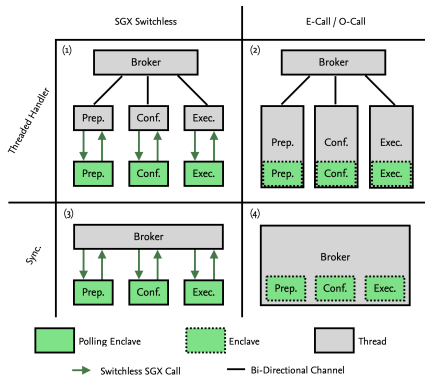 SGX Switchless
E-Call / O-Call
Threaded Handler
(1)
Broker
Prep.
Conf.
Exec.
Prep.
Conf.
Exec.
(2)
Broker
Prep.
Conf.
Exec.
Prep.
Conf.
Exec.
Sync.
(3)
Broker
Prep.
Conf.
Exec.
(4)
Broker
Prep.
Conf.
Exec.
Polling Enclave
Enclave
Thread
Switchless SGX Call
Bi-Directional Channel